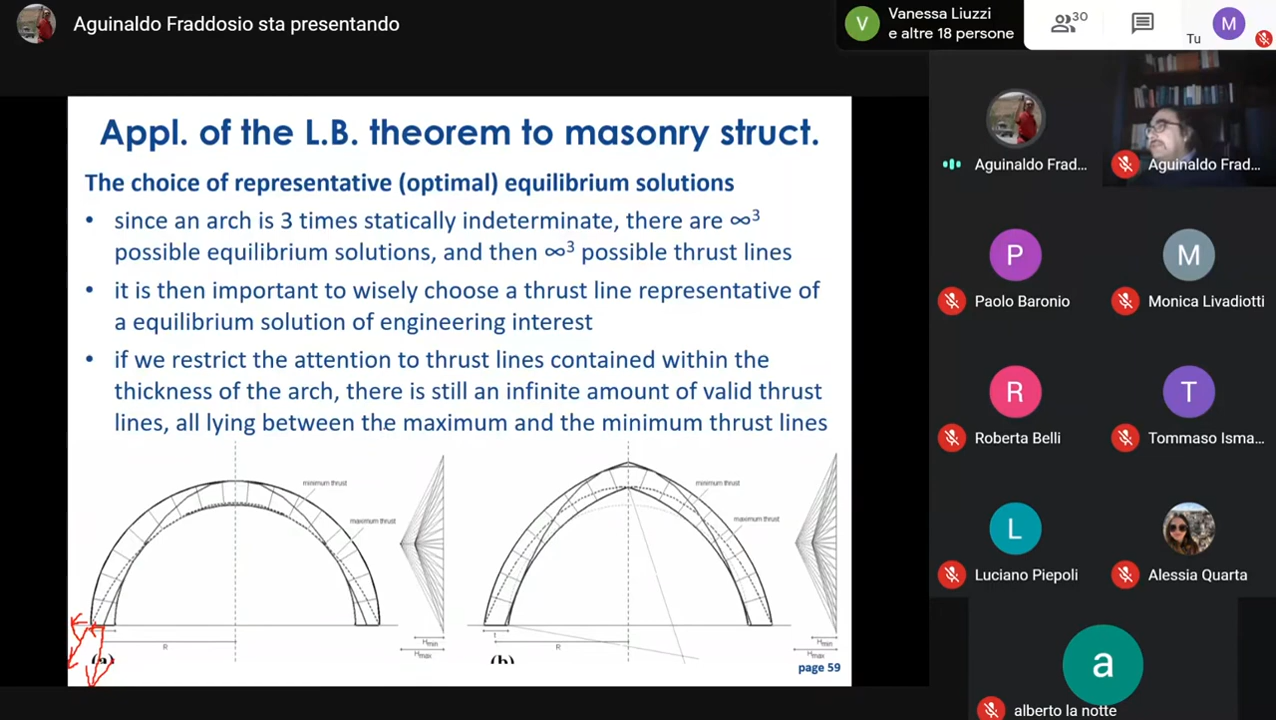 Aguinaldo Fraddosio sta presentando
V
Vanessa Liuzzi
e altre 18 persone
30
Tu
M
Appl. of the L.B. theorem to masonry struct.
The choice of representative (optimal) equilibrium solutions
• since an arch is 3 times statically indeterminate, there are ∞³
possible equilibrium solutions, and then ∞³ possible thrust lines
• it is then important to wisely choose a thrust line representative of
a equilibrium solution of engineering interest
• if we restrict the attention to thrust lines contained within the
thickness of the arch, there is still an infinite amount of valid thrust
lines, all lying between the maximum and the minimum thrust lines
minimum thrust
maximum thrust
R
Hmin
Hmax
(a)
minimum thrust
maximum thrust
t
R
Hmin
Hmax
(b)
page 59
Aguinaldo Frad...
Aguinaldo Frad...
P
Paolo Baronio
M
Monica Livadiotti
R
Roberta Belli
T
Tommaso Isma...
L
Luciano Piepoli
Alessia Quarta
a
alberto la notte